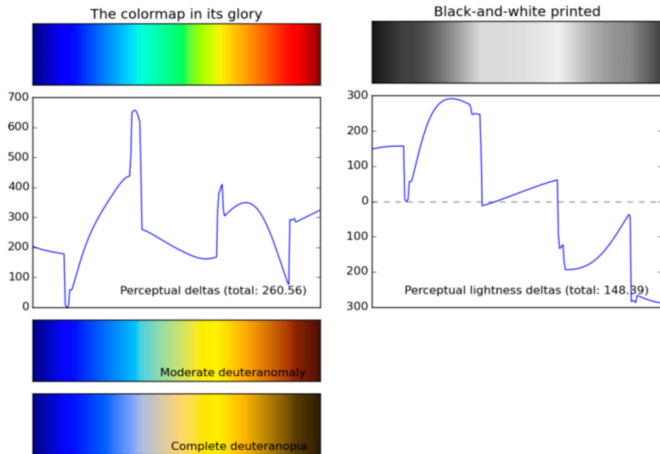 The colormap in its glory
Black-and-white printed
700
600
500
400
300
200
100
0
Perceptual deltas (total: 260.56)
300
200
100
0
100
200
300
Perceptual lightness deltas (total: 148.39)
Moderate deuteranomaly
Complete deuteranopia